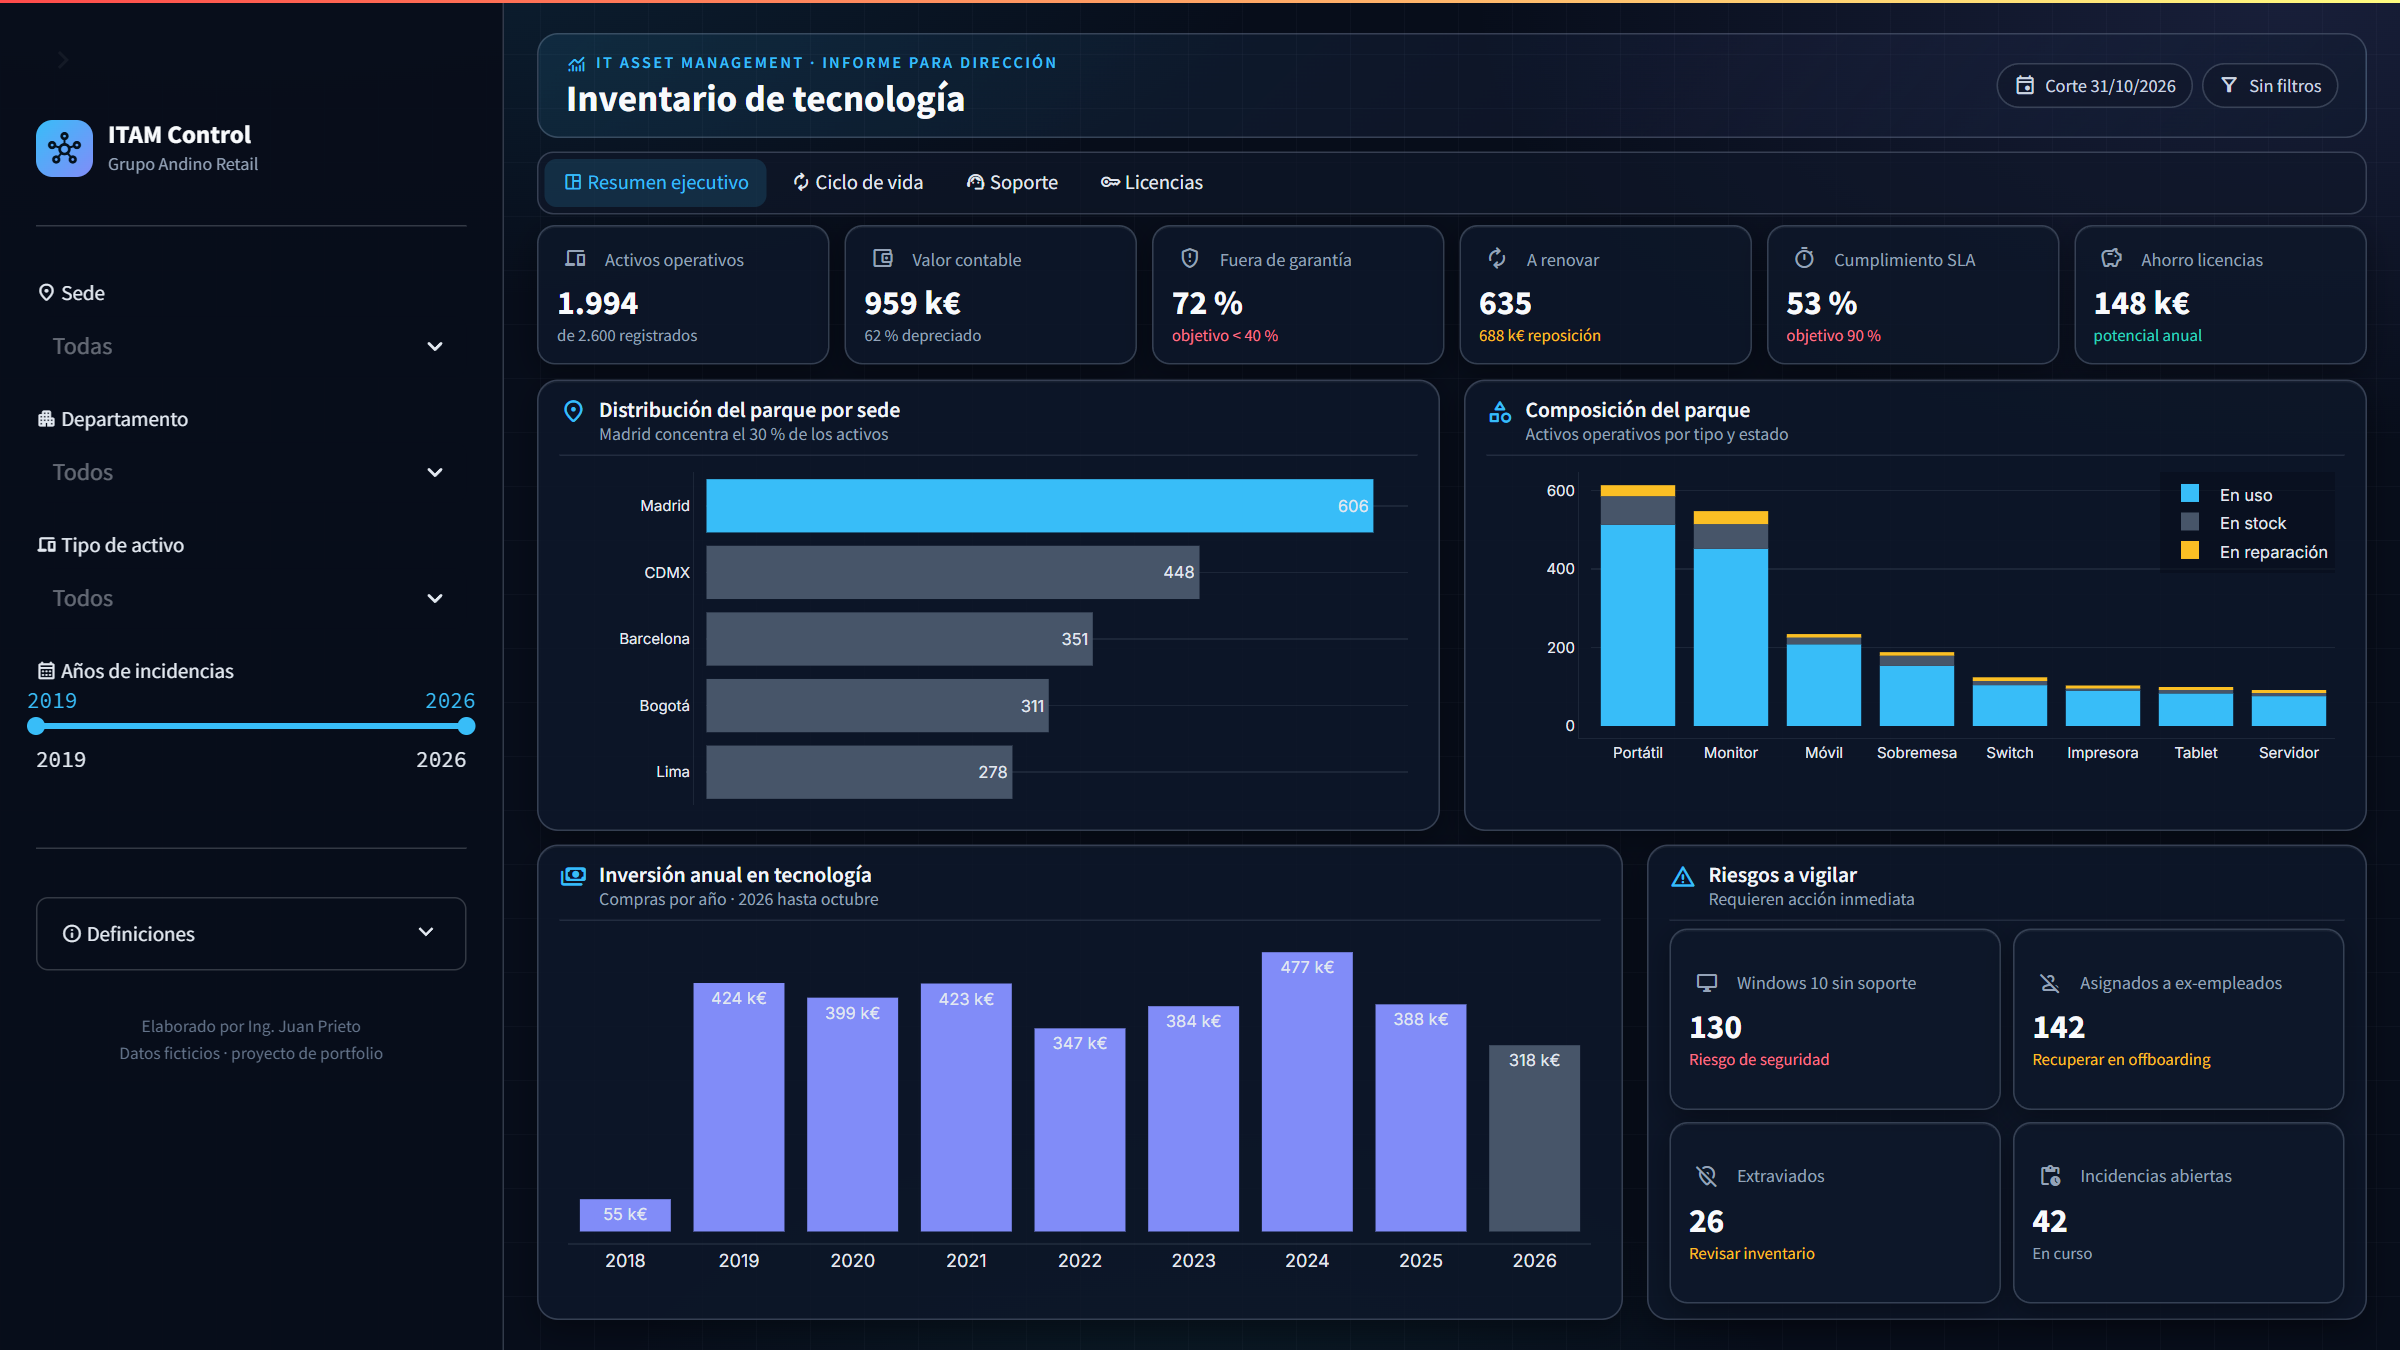 ITAM Control
Grupo Andino Retail
Sede
Todas
Departamento
Todos
Tipo de activo
Todos
Años de incidencias
2019 2026
2019 2026
Definiciones
Elaborado por Ing. Juan Prieto
Datos ficticios · proyecto de portfolio
IT ASSET MANAGEMENT · INFORME PARA DIRECCIÓN
Inventario de tecnología
Corte 31/10/2026
Sin filtros
Resumen ejecutivo
Ciclo de vida
Soporte
Licencias
Activos operativos
1.994
de 2.600 registrados
Valor contable
959 k€
62 % depreciado
Fuera de garantía
72 %
objetivo < 40 %
A renovar
635
688 k€ reposición
Cumplimiento SLA
53 %
objetivo 90 %
Ahorro licencias
148 k€
potencial anual
Distribución del parque por sede
Madrid concentra el 30 % de los activos
Madrid 606
CDMX 448
Barcelona 351
Bogotá 311
Lima 278
Composición del parque
Activos operativos por tipo y estado
600
400
200
0
En uso
En stock
En reparación
Portátil Monitor Móvil Sobremesa Switch Impresora Tablet Servidor
Inversión anual en tecnología
Compras por año · 2026 hasta octubre
55 k€ 424 k€ 399 k€ 423 k€ 347 k€ 384 k€ 477 k€ 388 k€ 318 k€
2018 2019 2020 2021 2022 2023 2024 2025 2026
Riesgos a vigilar
Requieren acción inmediata
Windows 10 sin soporte
130
Riesgo de seguridad
Asignados a ex-empleados
142
Recuperar en offboarding
Extraviados
26
Revisar inventario
Incidencias abiertas
42
En curso